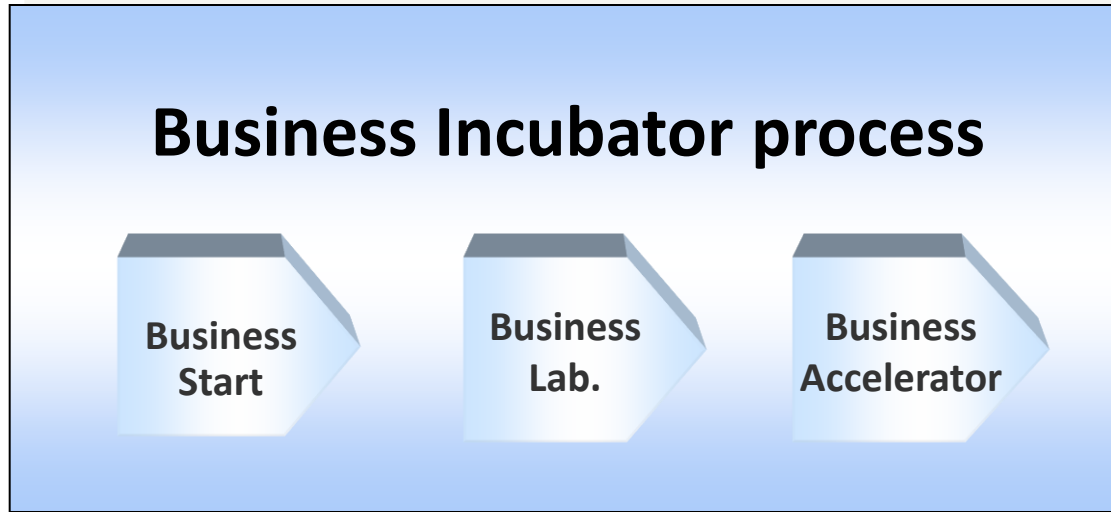 Business Incubator process
Business
Start
Business
Lab.
Business
Accelerator